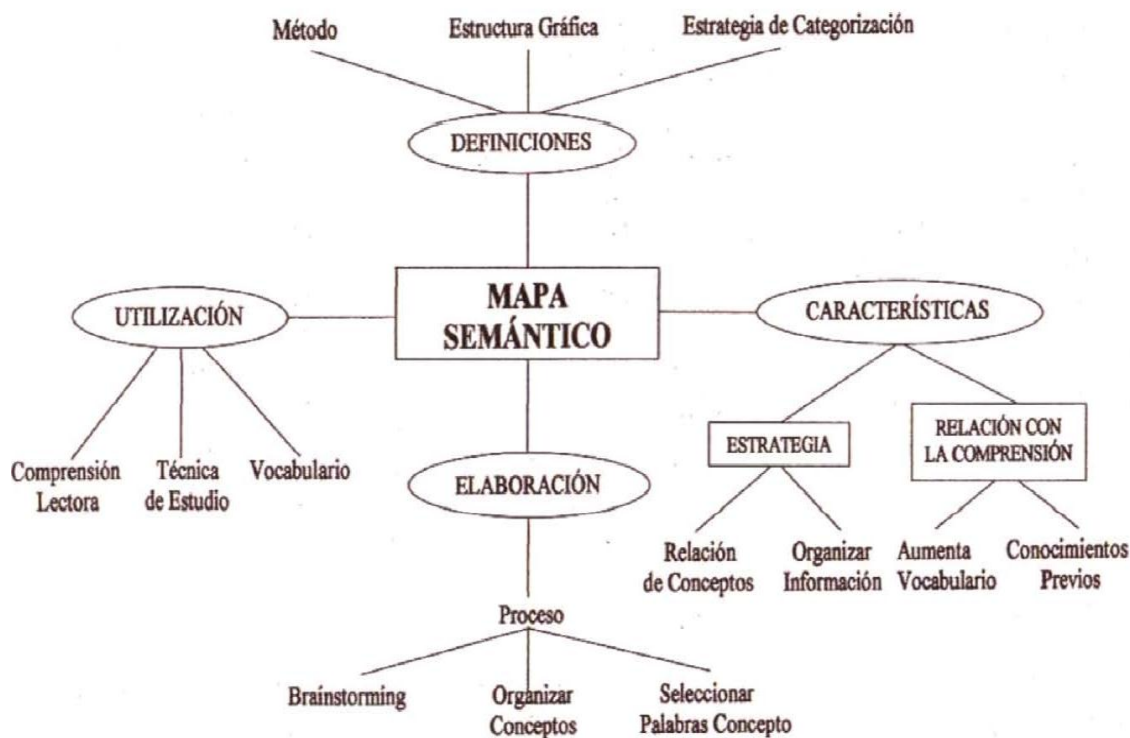 Método
Estructura Gráfica
Estrategia de Categorización
DEFINICIONES
MAPA
SEMÁNTICO
UTILIZACIÓN
CARACTERÍSTICAS
Comprensión
Lectora
Técnica
de Estudio
Vocabulario
ELABORACIÓN
ESTRATEGIA
RELACIÓN CON
LA COMPRENSIÓN
Relación
de Conceptos
Organizar
Información
Aumenta
Vocabulario
Conocimientos
Previos
Proceso
Brainstorming
Organizar
Conceptos
Seleccionar
Palabras Concepto